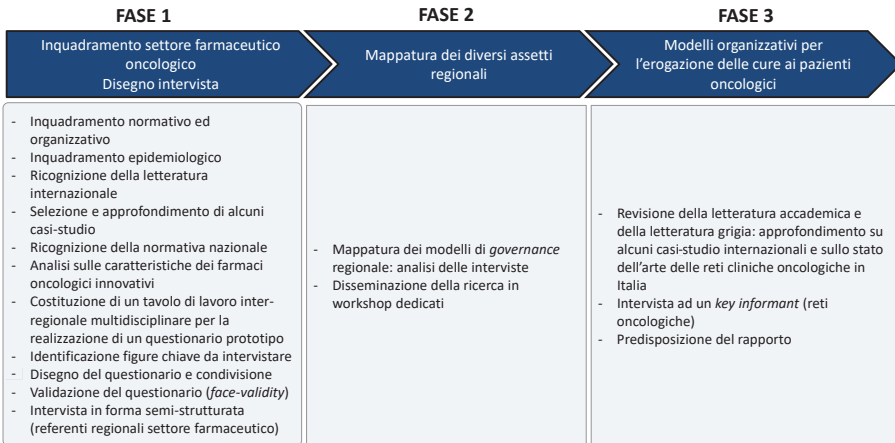 FASE 1
Inquadramento settore farmaceutico
oncologico
Disegno intervista
- Inquadramento normativo ed
organizzativo
- Inquadramento epidemiologico
- Ricognizione della letteratura
internazionale
- Selezione e approfondimento di alcuni
casi-studio
- Ricognizione della normativa nazionale
- Analisi sulle caratteristiche dei farmaci
oncologici innovativi
- Costituzione di un tavolo di lavoro inter-
regionale multidisciplinare per la
realizzazione di un questionario prototipo
- Identificazione figure chiave da intervistare
- Disegno del questionario e condivisione
- Validazione del questionario (face-validity)
- Intervista in forma semi-strutturata
(referenti regionali settore farmaceutico)
FASE 2
Mappatura dei diversi assetti
regionali
- Mappatura dei modelli di governance
regionale: analisi delle interviste
- Disseminazione della ricerca in
workshop dedicati
FASE 3
Modelli organizzativi per
l'erogazione delle cure ai pazienti
oncologici
- Revisione della letteratura accademica e
della letteratura grigia: approfondimento su
alcuni casi-studio internazionali e sullo stato
dell'arte delle reti cliniche oncologiche in
Italia
- Intervista ad un key informant (reti
oncologiche)
- Predisposizione del rapporto